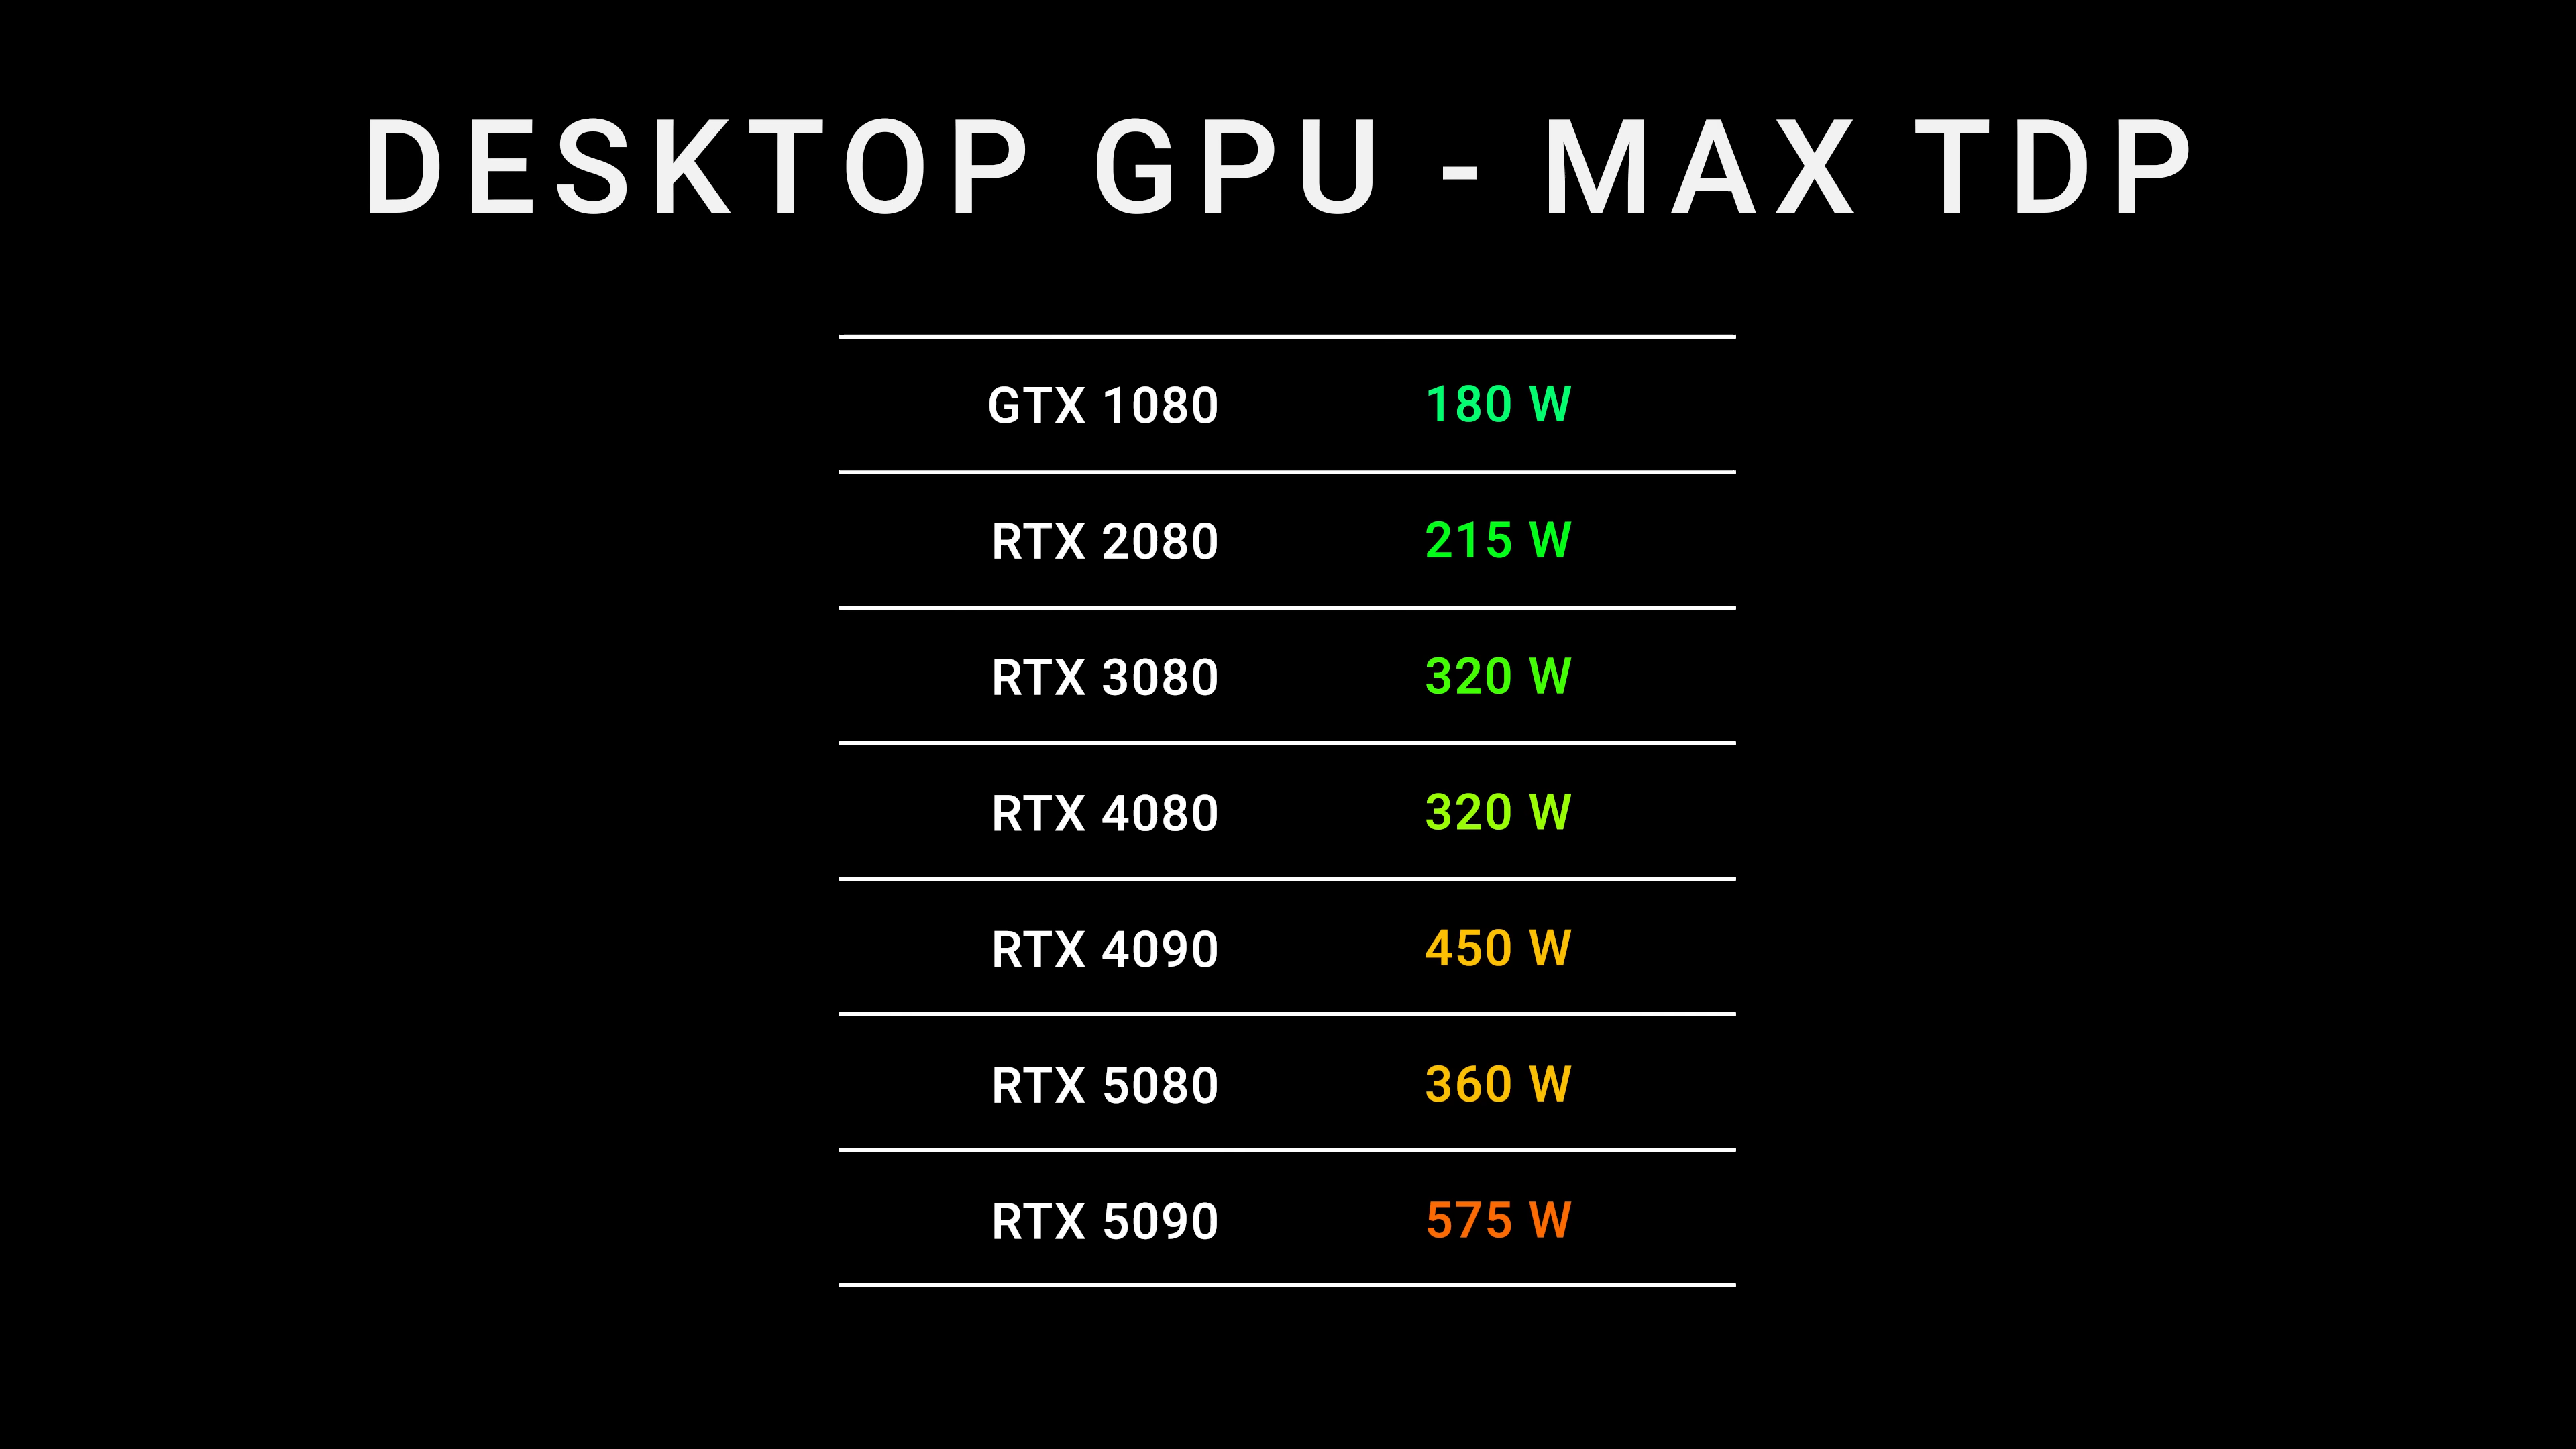 DESKTOP GPU - MAX TDP
GTX 1080 180 W
RTX 2080 215 W
RTX 3080 320 W
RTX 4080 320 W
RTX 4090 450 W
RTX 5080 360 W
RTX 5090 575 W